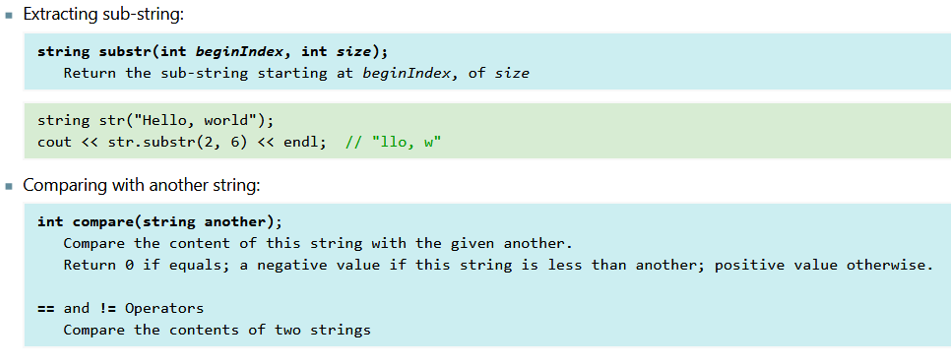 Extracting sub-string:
string substr(int beginIndex, int size);
Return the sub-string starting at beginIndex, of size
string str("Hello, world");
cout << str.substr(2, 6) << endl;  // "llo, w"
Comparing with another string:
int compare(string another);
Compare the content of this string with the given another.
Return 0 if equals; a negative value if this string is less than another; positive value otherwise.
== and != Operators
Compare the contents of two strings